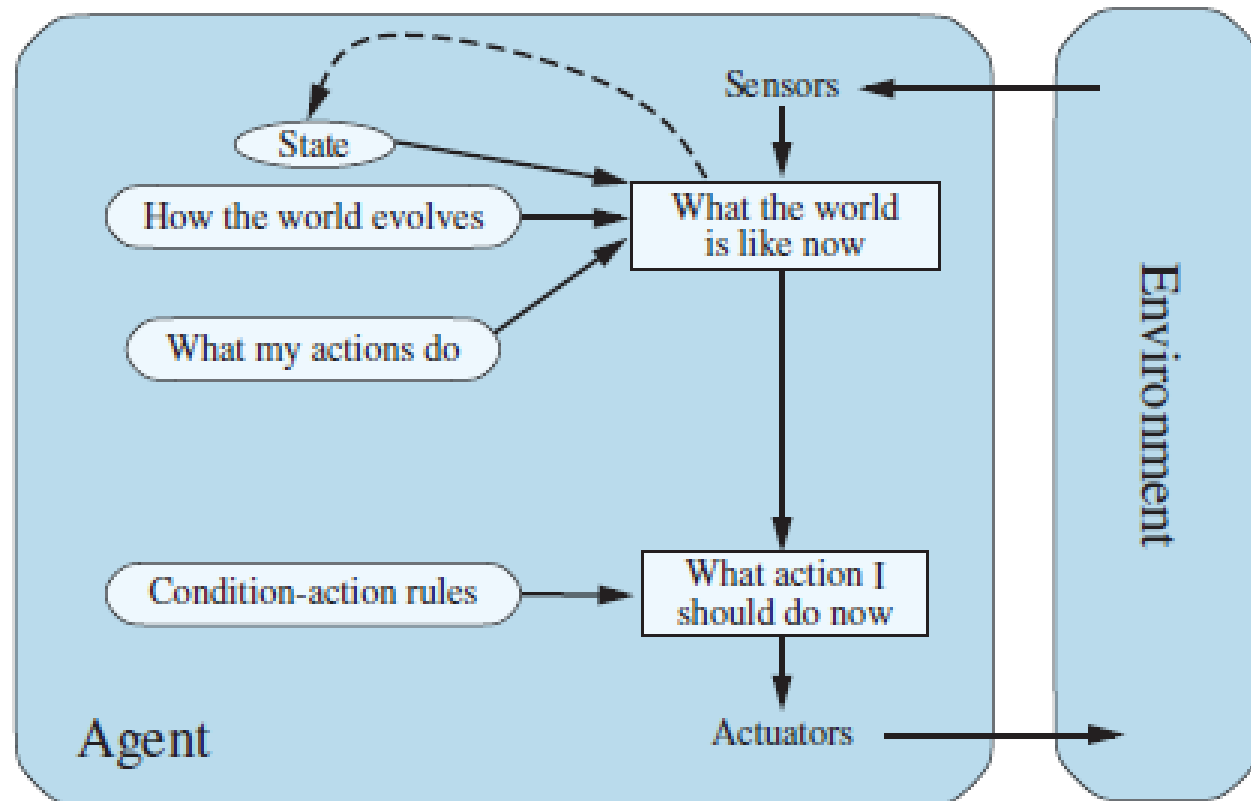 Sensors
State
How the world evolves
What the world
is like now
What my actions do
Environment
Condition-action rules
What action I
should do now
Agent
Actuators